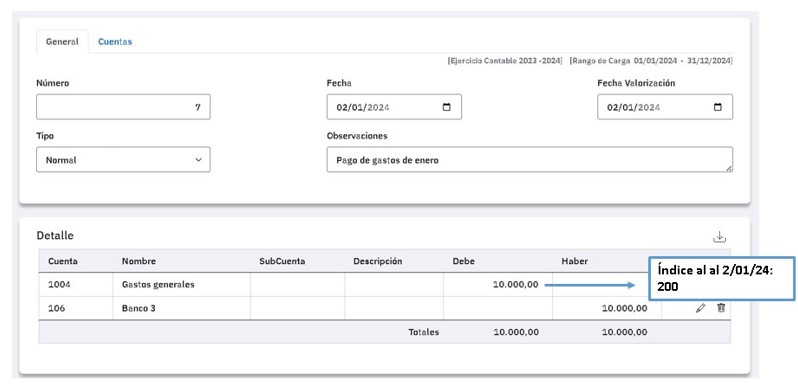 General Cuentas
[Ejercicio Contable 2023 -2024] [Rango de Carga 01/01/2024 - 31/12/2024]
Número Fecha Fecha Valorización
7 02/01/2024 02/01/2024
Tipo Observaciones
Normal Pago de gastos de enero
Detalle
Cuenta Nombre SubCuenta Descripción Debe Haber
1004 Gastos generales 10.000,00
Índice al al 2/01/24:
200
106 Banco 3 10.000,00
Totales 10.000,00 10.000,00